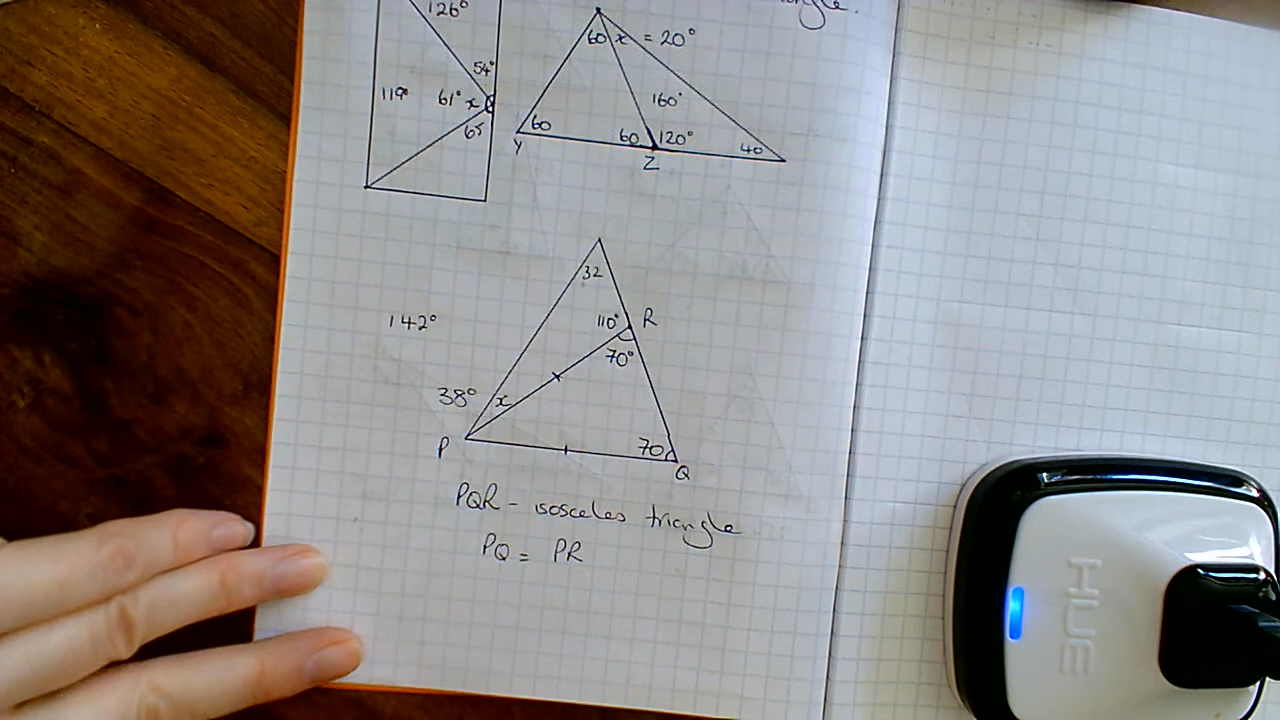 126°
54°
119°
61° x
65
60 x = 20°
160°
60
60
120°
40
Y
Z
32
142°
110°
R
70°
38°
x
P
70
Q
PQR - isosceles triangle
PQ = PR
HUE